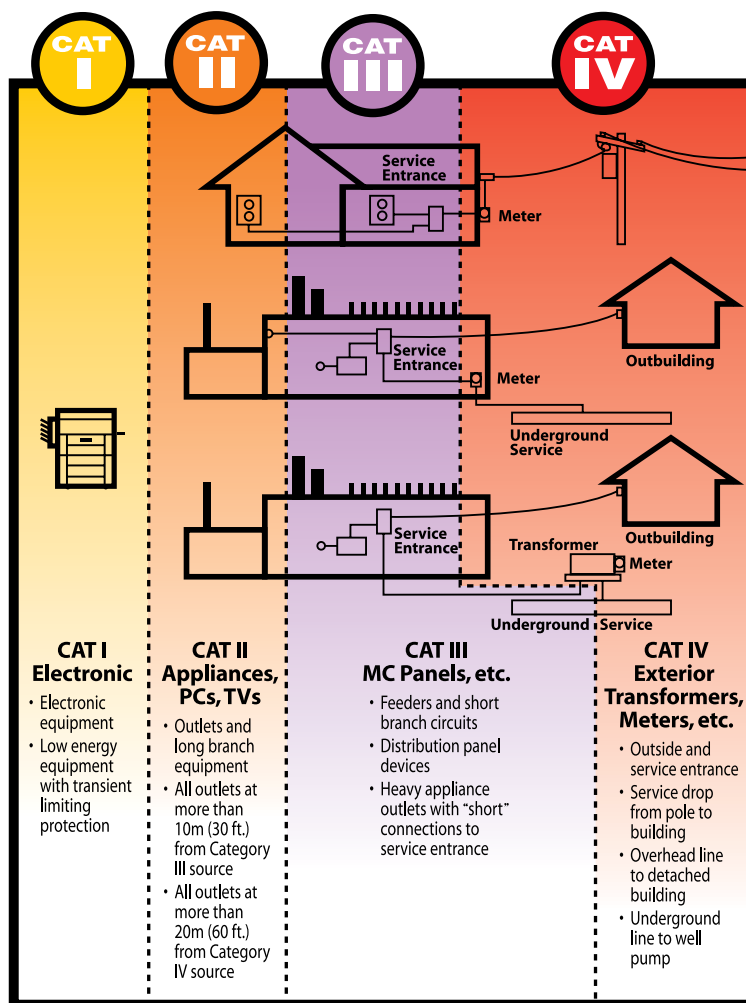 CAT
I
CAT
II
CAT
III
CAT
IV
Service
Entrance
Meter
Service
Entrance
Meter
Outbuilding
Underground
Service
Service
Entrance
Transformer
Meter
Outbuilding
Underground Service
CAT I
Electronic
• Electronic
equipment
• Low energy
equipment
with transient
limiting
protection
CAT II
Appliances,
PCs, TVs
• Outlets and
long branch
equipment
• All outlets at
more than
10m (30 ft.)
from Category
III source
• All outlets at
more than
20m (60 ft.)
from Category
IV source
CAT III
MC Panels, etc.
• Feeders and short
branch circuits
• Distribution panel
devices
• Heavy appliance
outlets with “short”
connections to
service entrance
CAT IV
Exterior
Transformers,
Meters, etc.
• Outside and
service entrance
• Service drop
from pole to
building
• Overhead line
to detached
building
• Underground
line to well
pump